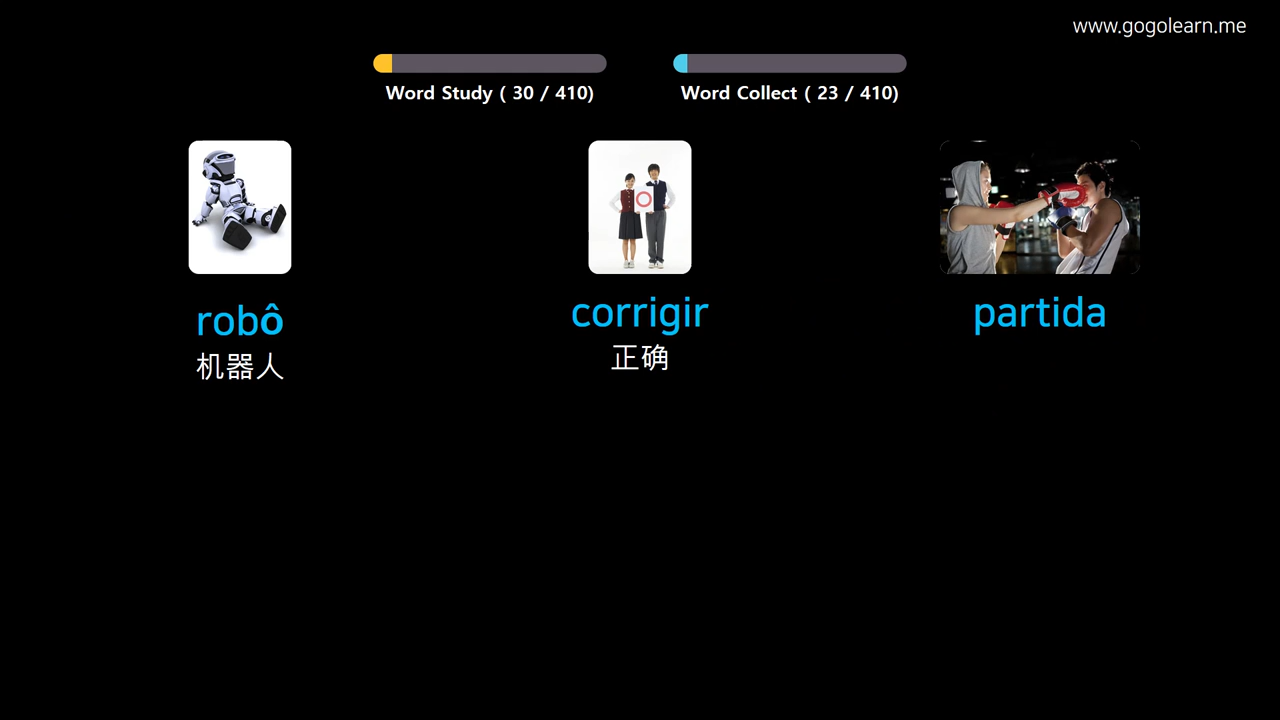 www.gogolearn.me
Word Study ( 30 / 410)
Word Collect ( 23 / 410)
robô
机器人
corrigir
正确
partida